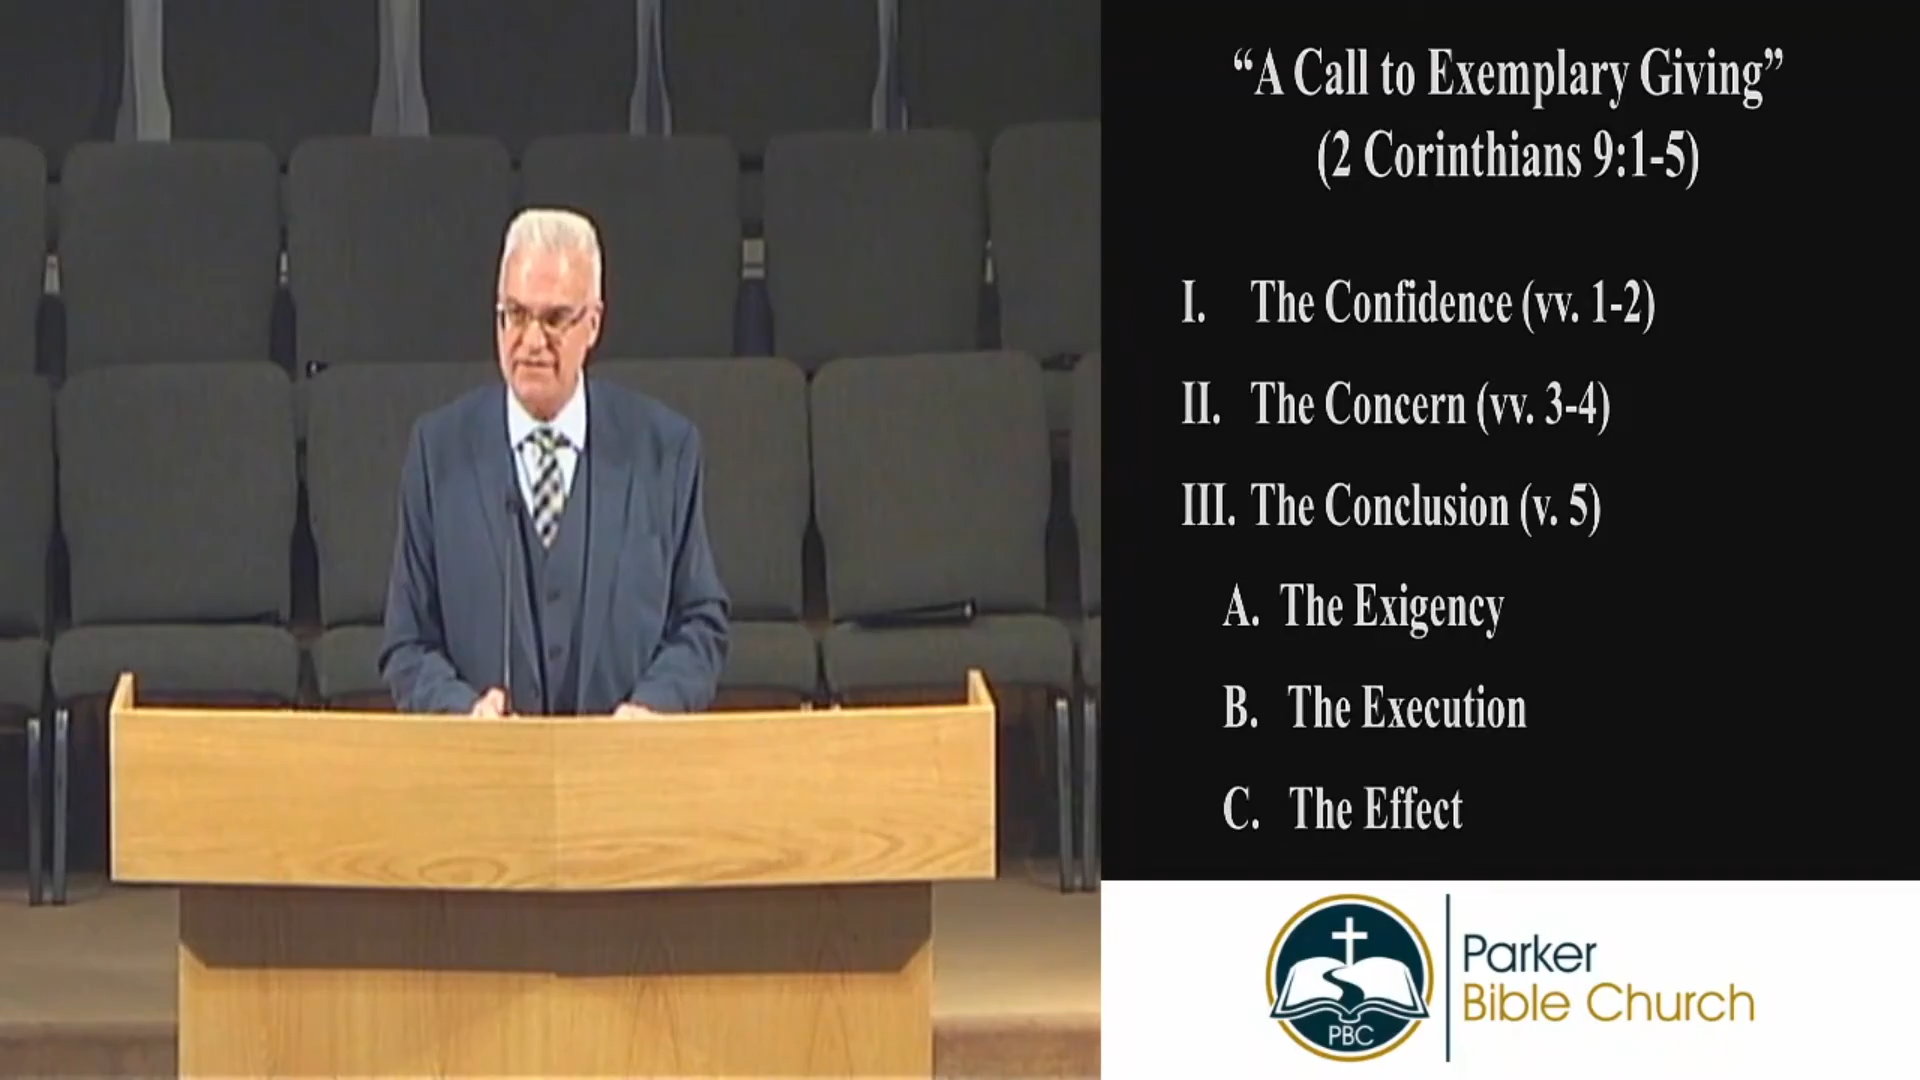 “A Call to Exemplary Giving”
(2 Corinthians 9:1-5)
I. The Confidence (vv. 1-2)
II. The Concern (vv. 3-4)
III. The Conclusion (v. 5)
A. The Exigency
B. The Execution
C. The Effect
PBC
Parker
Bible Church